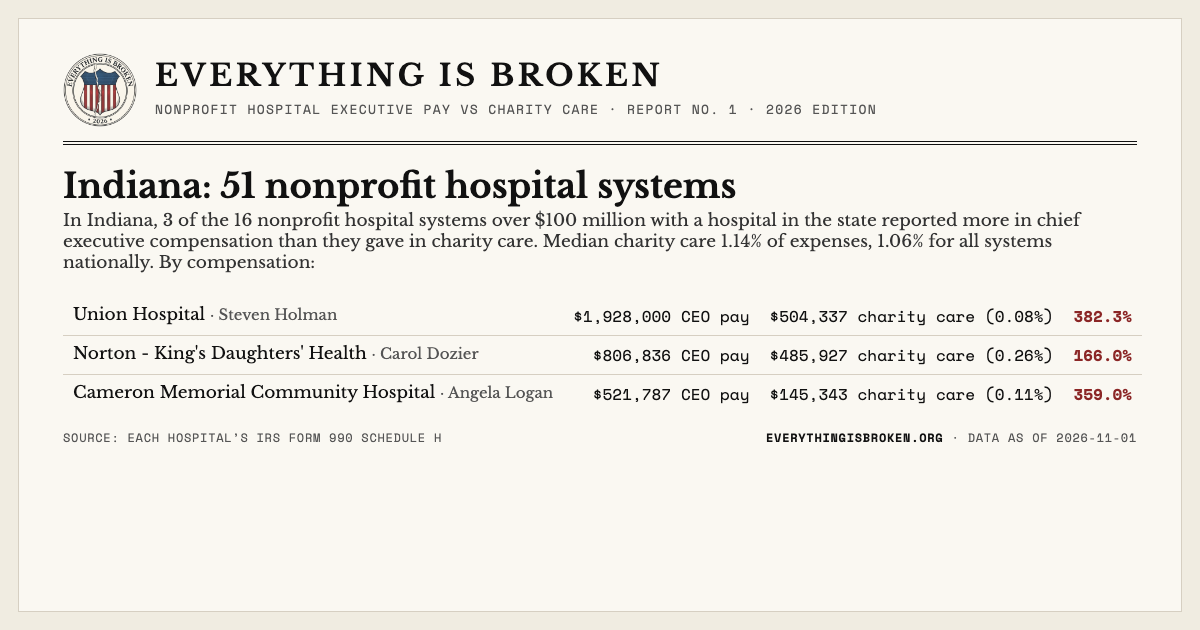 EVERYTHING IS BROKEN
· 2026 ·
EVERYTHING IS BROKEN
NONPROFIT HOSPITAL EXECUTIVE PAY VS CHARITY CARE · REPORT NO. 1 · 2026 EDITION
Indiana: 51 nonprofit hospital systems
In Indiana, 3 of the 16 nonprofit hospital systems over $100 million with a hospital in the state reported more in chief
executive compensation than they gave in charity care. Median charity care 1.14% of expenses, 1.06% for all systems
nationally. By compensation:
Union Hospital · Steven Holman $1,928,000 CEO pay $504,337 charity care (0.08%) 382.3%
Norton - King's Daughters' Health · Carol Dozier $806,836 CEO pay $485,927 charity care (0.26%) 166.0%
Cameron Memorial Community Hospital · Angela Logan $521,787 CEO pay $145,343 charity care (0.11%) 359.0%
SOURCE: EACH HOSPITAL’S IRS FORM 990 SCHEDULE H EVERYTHINGISBROKEN.ORG · DATA AS OF 2026-11-01